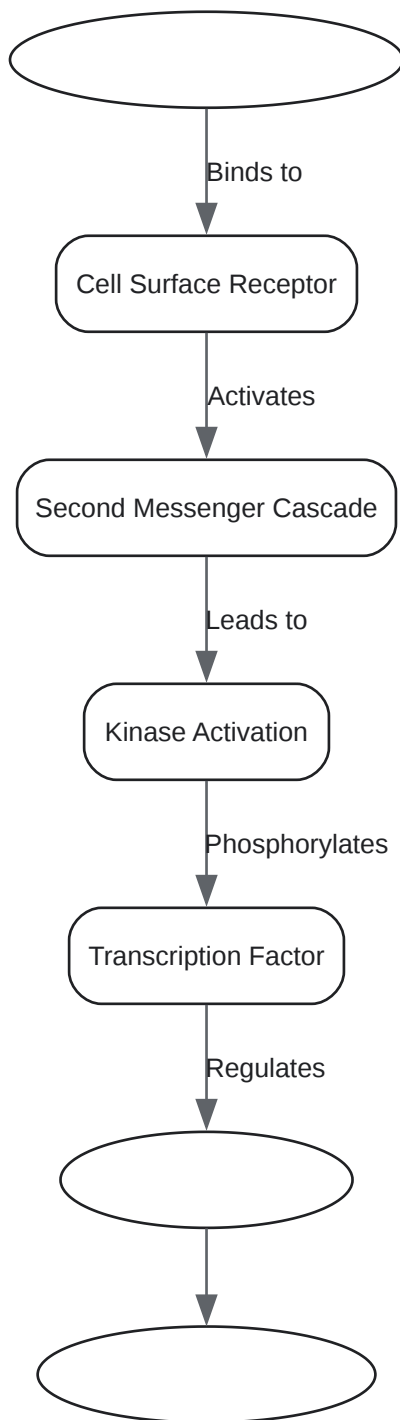 Binds to
Cell Surface Receptor
Activates
Second Messenger Cascade
Leads to
Kinase Activation
Phosphorylates
Transcription Factor
Regulates